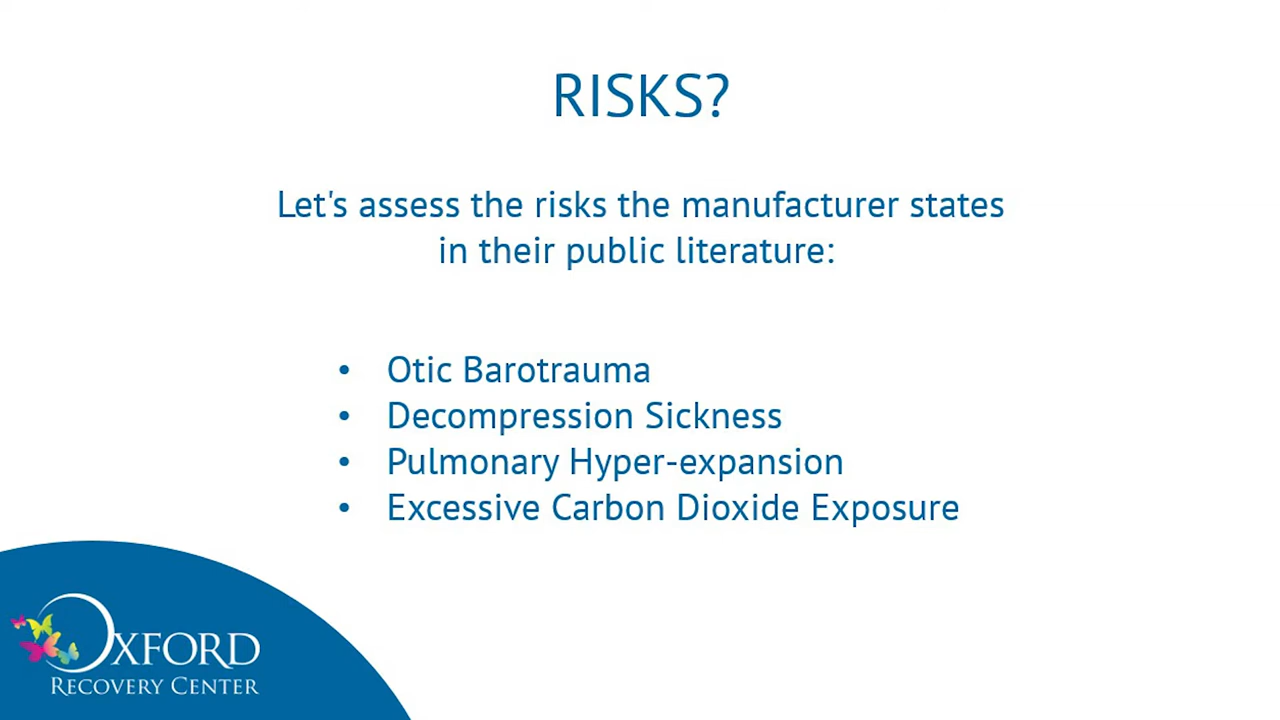 RISKS?
Let's assess the risks the manufacturer states
in their public literature:
• Otic Barotrauma
• Decompression Sickness
• Pulmonary Hyper-expansion
• Excessive Carbon Dioxide Exposure
OXFORD
RECOVERY CENTER